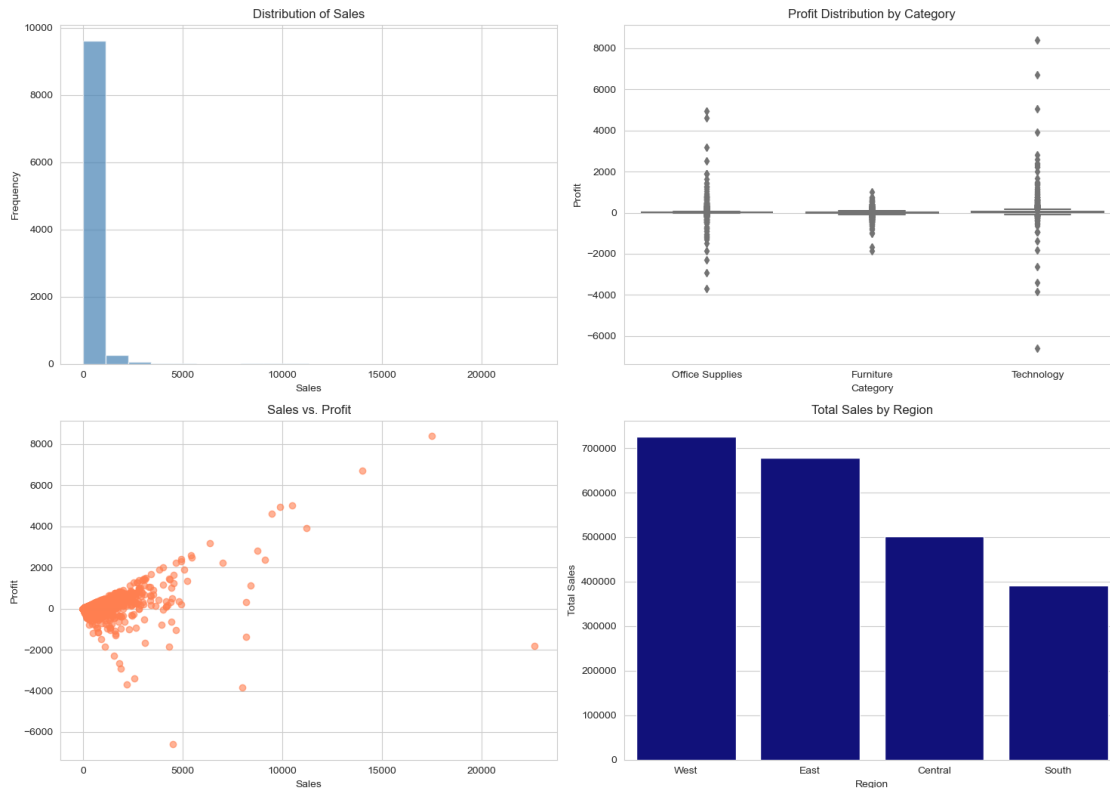 Distribution of Sales
10000
8000
6000
4000
2000
0
Frequency
0 5000 10000 15000 20000
Sales
Profit Distribution by Category
8000
6000
4000
2000
0
−2000
−4000
−6000
Profit
Office Supplies Furniture Technology
Category
Sales vs. Profit
8000
6000
4000
2000
0
−2000
−4000
−6000
Profit
0 5000 10000 15000 20000
Sales
Total Sales by Region
700000
600000
500000
400000
300000
200000
100000
0
Total Sales
West East Central South
Region